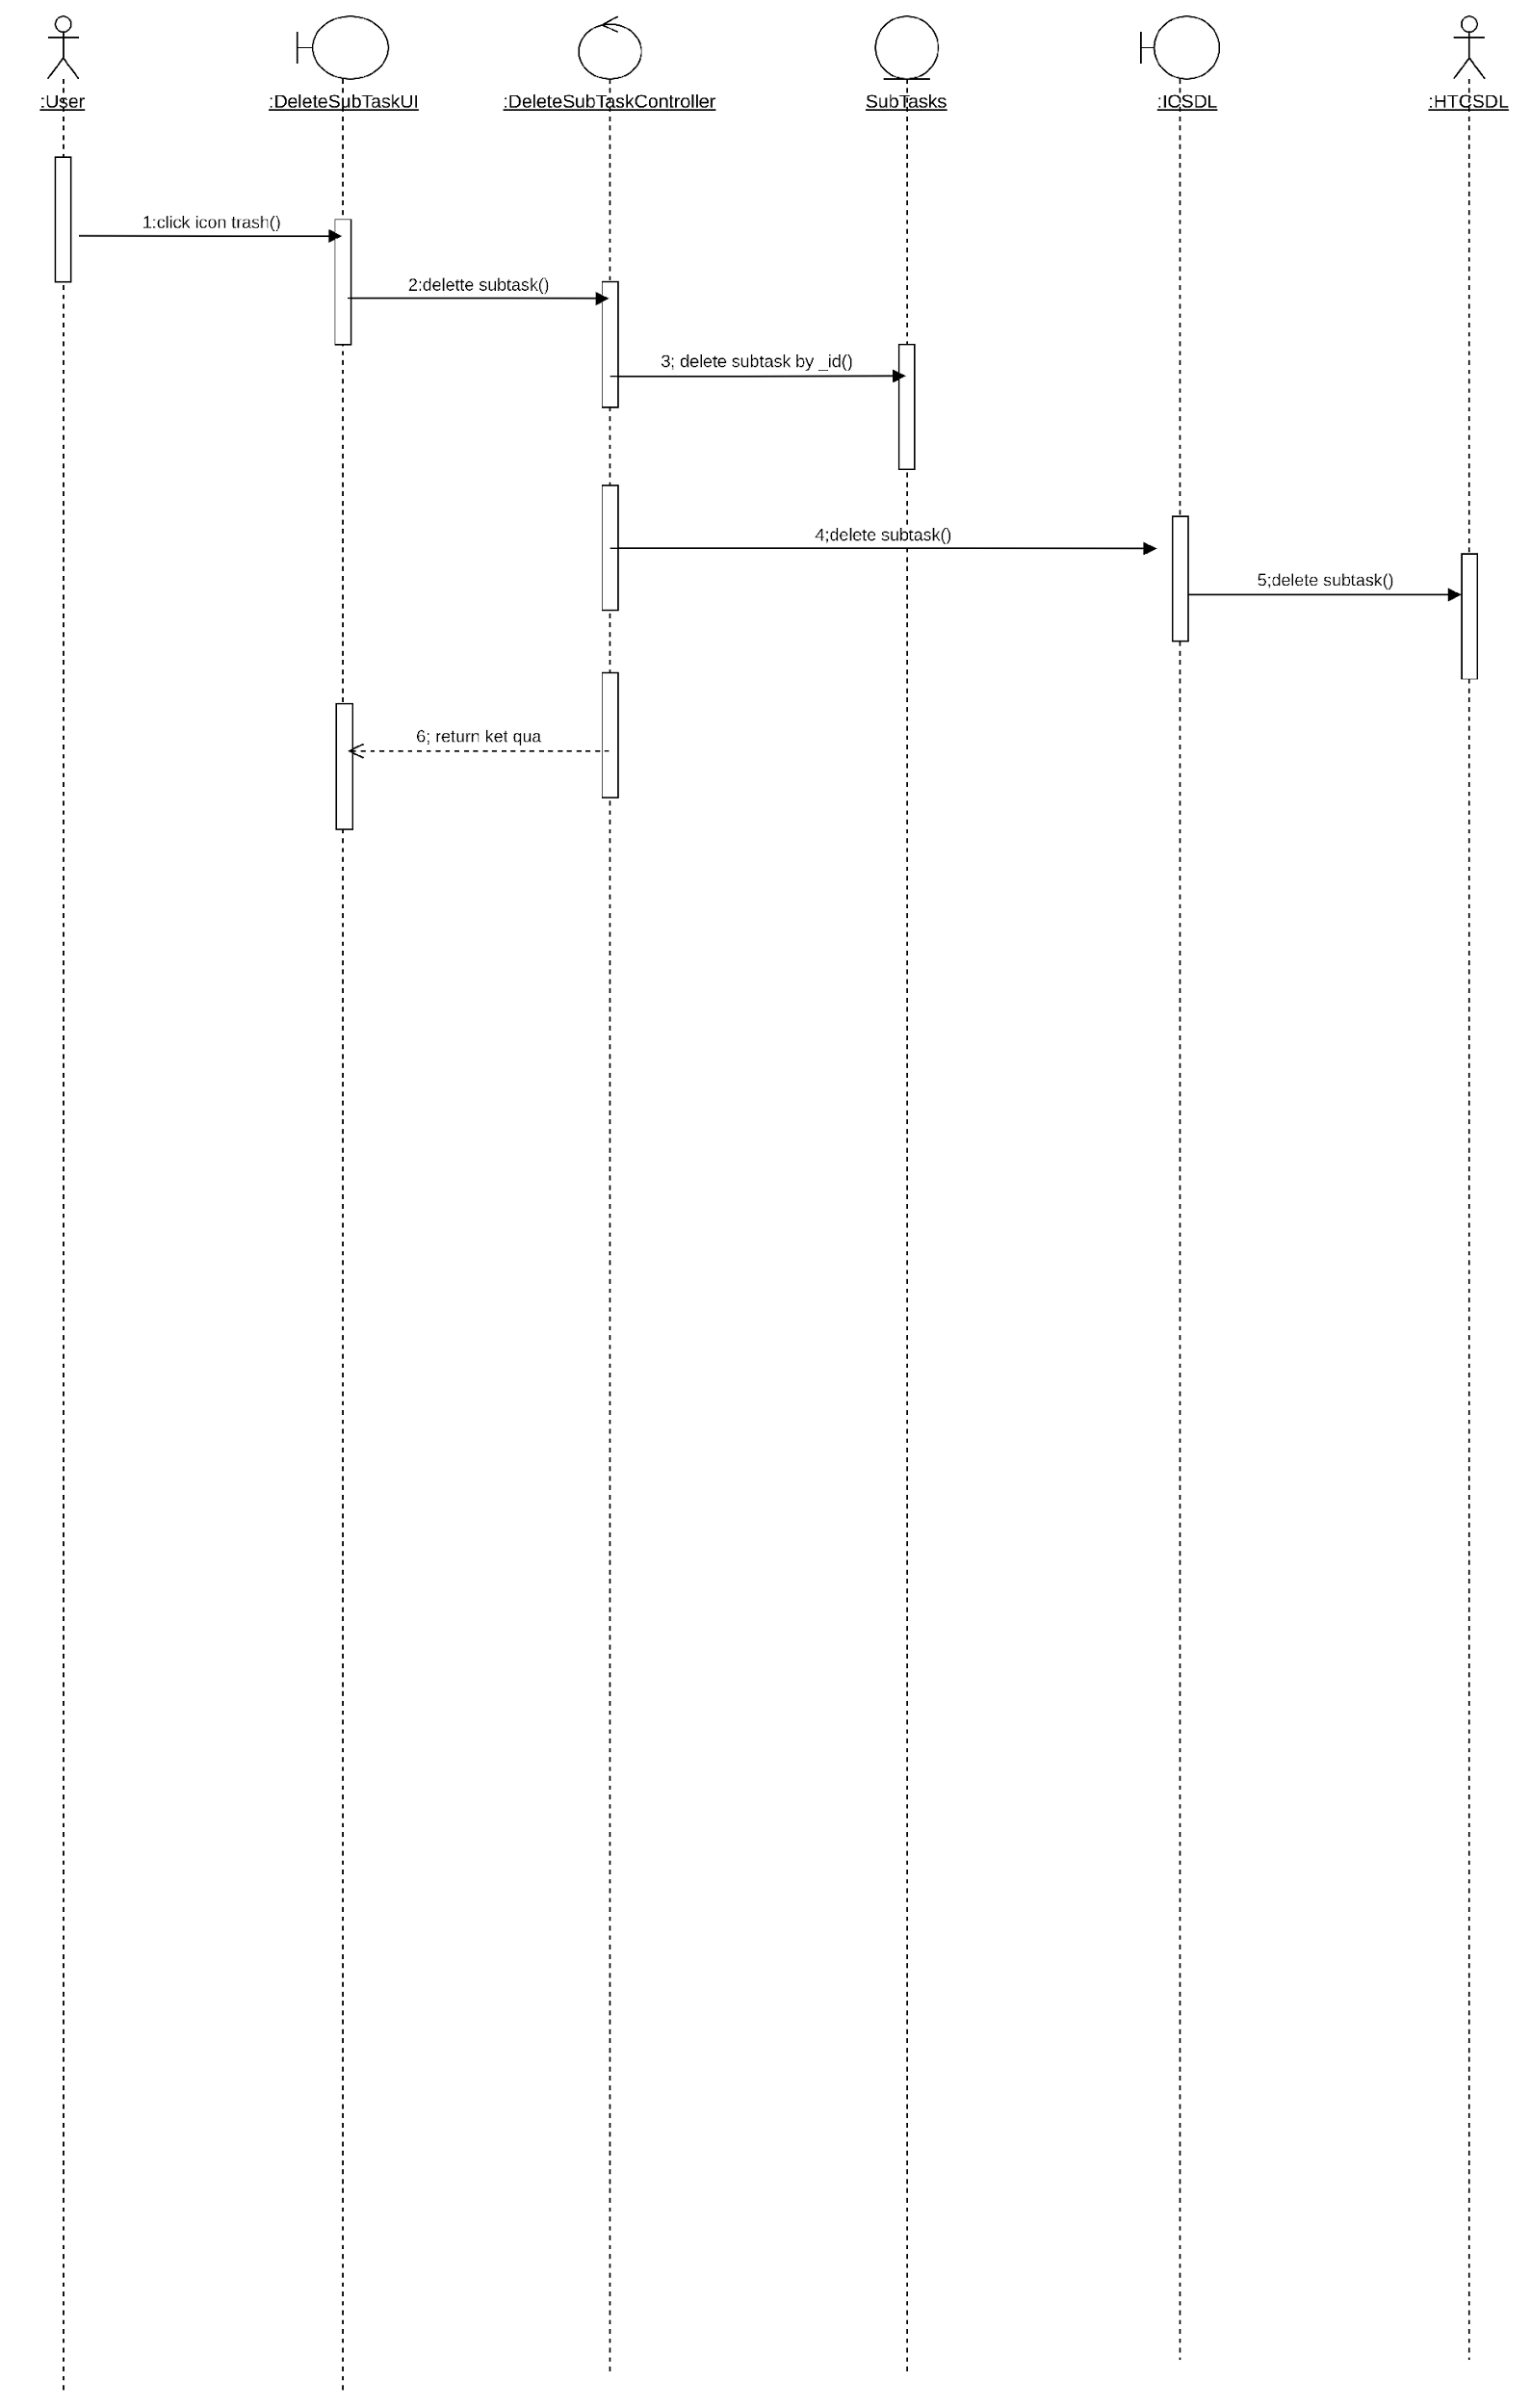 :User
:DeleteSubTaskUI
:DeleteSubTaskController
SubTasks
:ICSDL
:HTCSDL
1:click icon trash()
2:delette subtask()
3; delete subtask by _id()
4;delete subtask()
5;delete subtask()
6; return ket qua